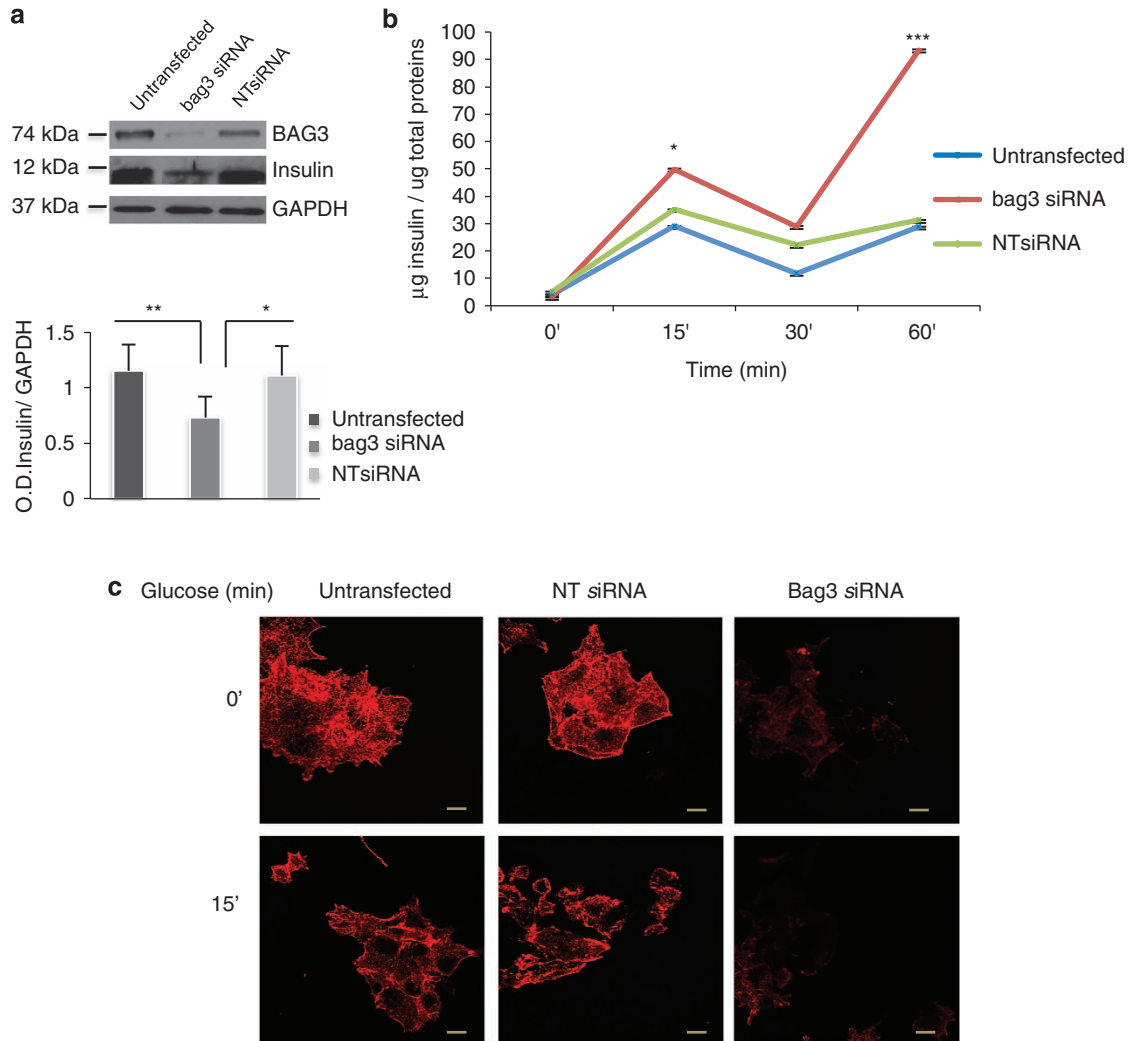 a
Untransfected
bag3 siRNA
NTsiRNA
74 kDa
BAG3
12 kDa
Insulin
37 kDa
GAPDH
** *
1.5
1
0.5
0
O.D.Insulin/ GAPDH
Untransfected
bag3 siRNA
NTsiRNA
b
100
90
80
70
60
50
40
30
20
10
0
µg insulin / ug total proteins
*
***
0' 15' 30' 60'
Time (min)
Untransfected
bag3 siRNA
NTsiRNA
c Glucose (min) Untransfected NT siRNA Bag3 siRNA
0’
15’